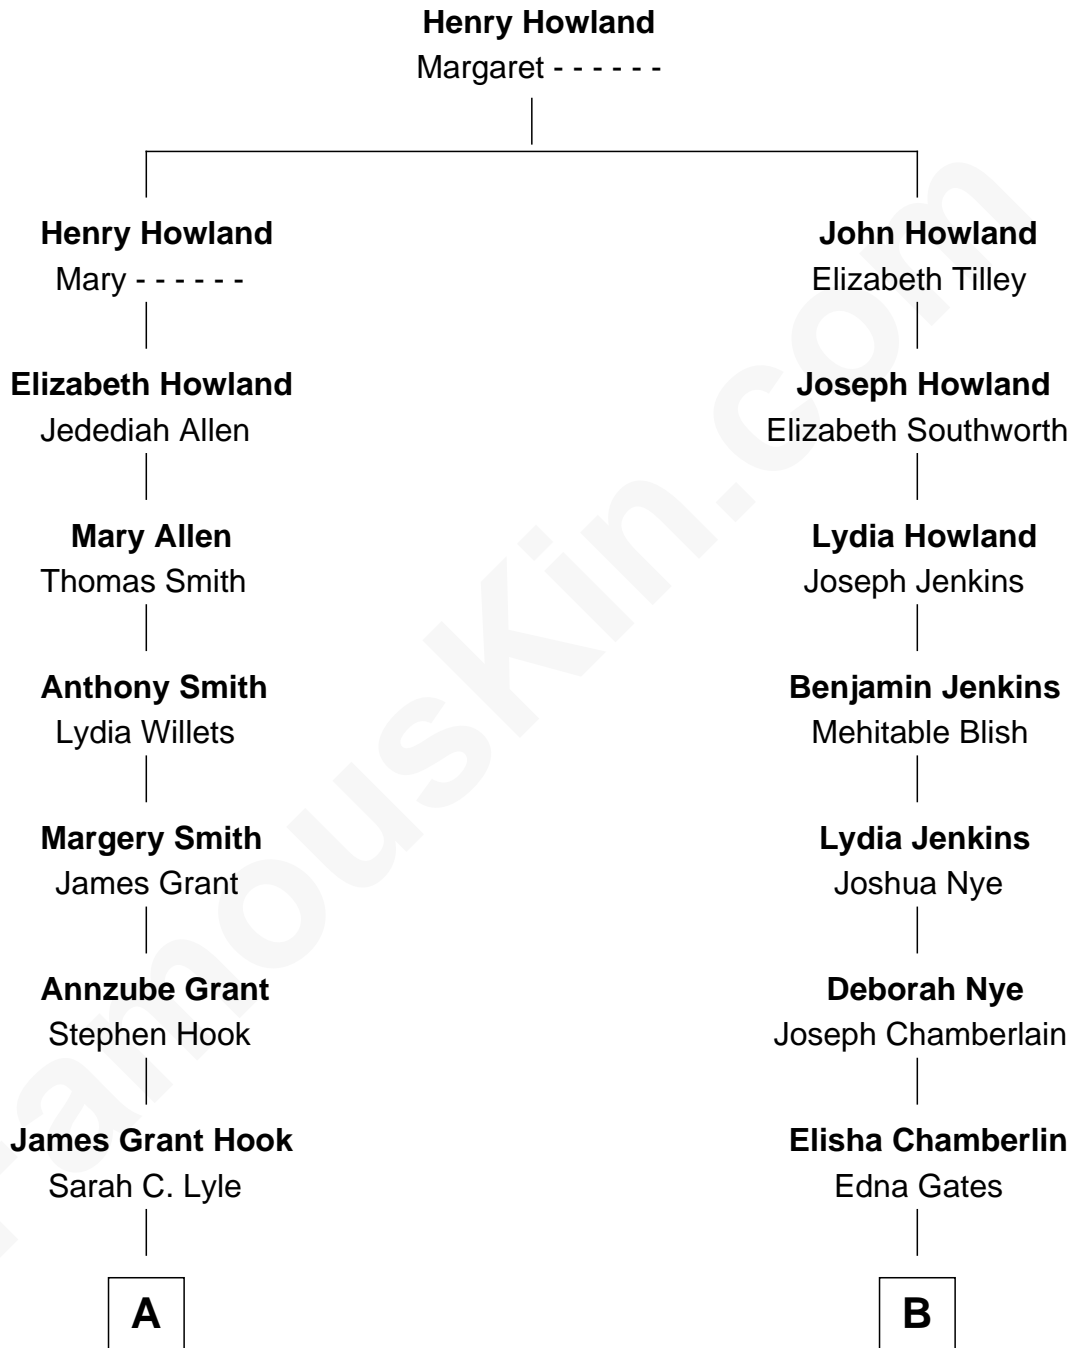 Henry Howland
Margaret - - - - - -
Henry Howland
Mary - - - - - -
John Howland
Elizabeth Tilley
Elizabeth Howland
Jedediah Allen
Joseph Howland
Elizabeth Southworth
Mary Allen
Thomas Smith
Lydia Howland
Joseph Jenkins
Anthony Smith
Lydia Willets
Benjamin Jenkins
Mehitable Blish
Margery Smith
James Grant
Lydia Jenkins
Joshua Nye
Annzube Grant
Stephen Hook
Deborah Nye
Joseph Chamberlain
James Grant Hook
Sarah C. Lyle
Elisha Chamberlin
Edna Gates
A
B
FamousKin.com